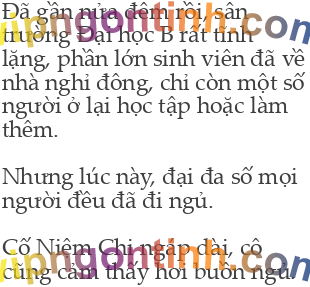 Đã gần nửa đêm rồi, sân
trường Đại học B rất tĩnh
lặng, phần lớn sinh viên đã về
nhà nghỉ đông, chỉ còn một số
người ở lại học tập hoặc làm
thêm.
Nhưng lúc này, đại đa số mọi
người đều đã đi ngủ.
Cố Niệm Chi ngáp dài, cô
cũng cảm thấy hơi buồn ngủ.